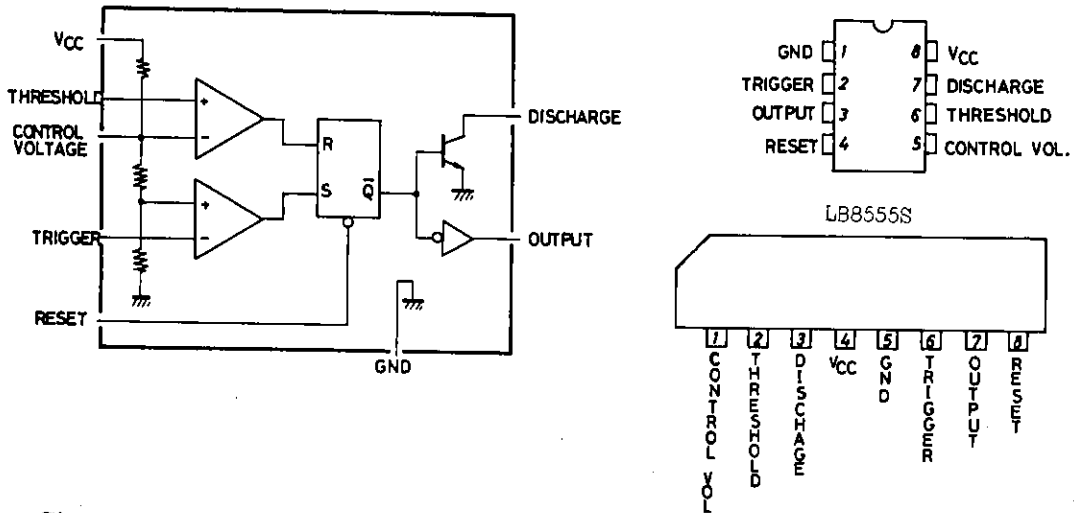 VCC
THRESHOLD
CONTROL
VOLTAGE
TRIGGER
RESET
+
-
+
-
R
S
Q̅
DISCHARGE
OUTPUT
GND
GND 1 8 VCC
TRIGGER 2 7 DISCHARGE
OUTPUT 3 6 THRESHOLD
RESET 4 5 CONTROL VOL.
LB8555S
1 2 3 4 5 6 7 8
CONTROL VOL
THRESHOLD
DISCHAGE
VCC
GND
TRIGGER
OUTPUT
RESET